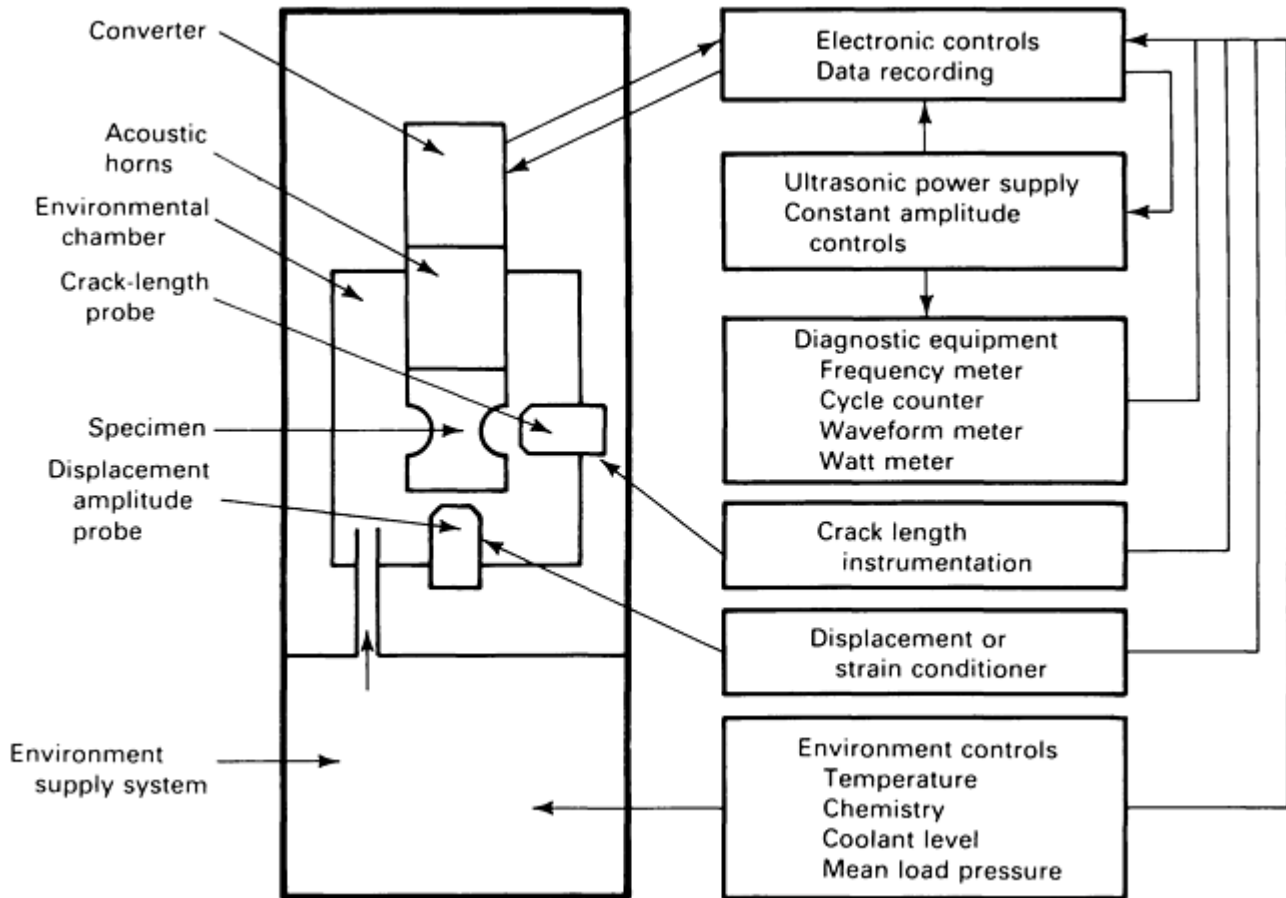 Converter
Acoustic
horns
Environmental
chamber
Crack-length
probe
Specimen
Displacement
amplitude
probe
Environment
supply system
Electronic controls
Data recording
Ultrasonic power supply
Constant amplitude
controls
Diagnostic equipment
Frequency meter
Cycle counter
Waveform meter
Watt meter
Crack length
instrumentation
Displacement or
strain conditioner
Environment controls
Temperature
Chemistry
Coolant level
Mean load pressure